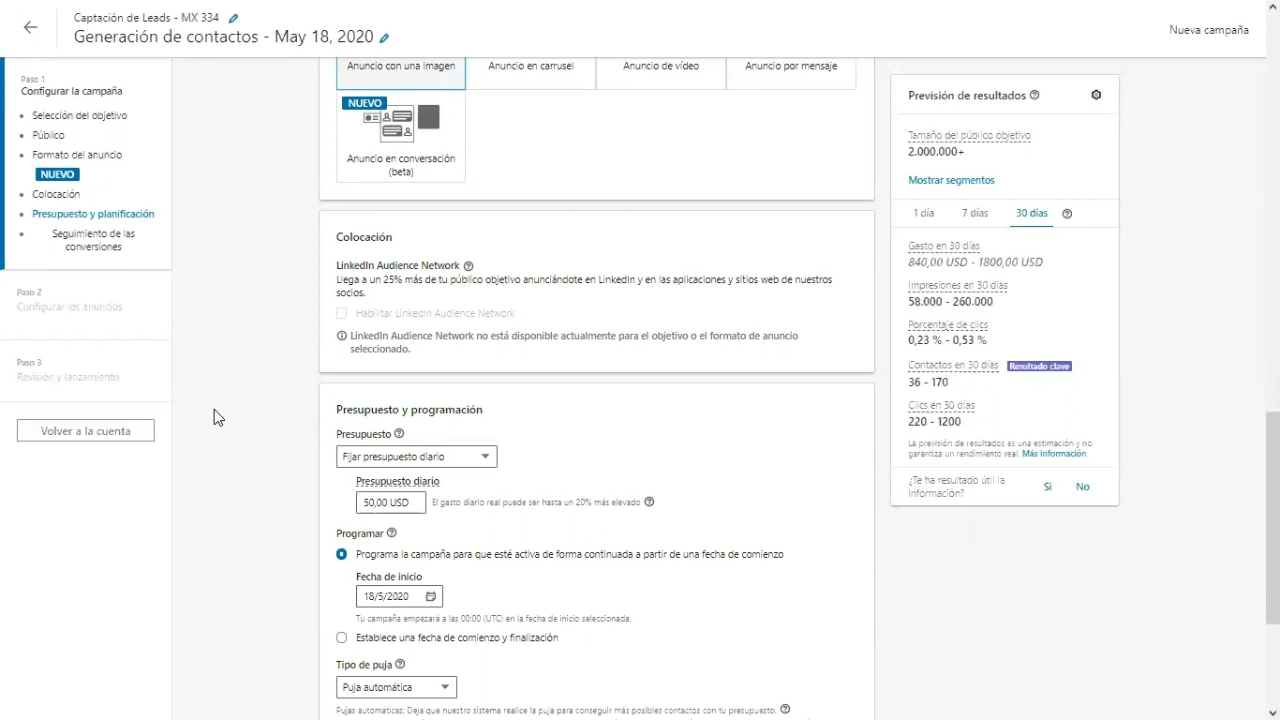 Captación de Leads - MX 334
Generación de contactos - May 18, 2020
Nueva campaña
Paso 1
Configurar la campaña
Selección del objetivo
Público
Formato del anuncio
NUEVO
Colocación
Presupuesto y planificación
Seguimiento de las
conversiones
Paso 2
Configurar los anuncios
Paso 3
Revisión y lanzamiento
Volver a la cuenta
Anuncio con una imagen
Anuncio en carrusel
Anuncio de vídeo
Anuncio por mensaje
NUEVO
Anuncio en conversación
(beta)
Colocación
LinkedIn Audience Network
Llega a un 25% más de tu público objetivo anunciándote en LinkedIn y en las aplicaciones y sitios web de nuestros
socios.
Habilitar LinkedIn Audience Network
LinkedIn Audience Network no está disponible actualmente para el objetivo o el formato de anuncio
seleccionado.
Presupuesto y programación
Presupuesto
Fijar presupuesto diario
Presupuesto diario
50,00 USD
El gasto diario real puede ser hasta un 20% más elevado
Programar
Programa la campaña para que esté activa de forma continuada a partir de una fecha de comienzo
Fecha de inicio
18/5/2020
Tu campaña empezará a las 00:00 (UTC) en la fecha de inicio seleccionada.
Establece una fecha de comienzo y finalización
Tipo de puja
Puja automática
Pujas automaticas: Deja que nuestro sistema realice la puja para conseguir más posibles contactos con tu presupuesto.
Previsión de resultados
Tamaño del público objetivo
2.000.000+
Mostrar segmentos
1 día
7 días
30 días
Gasto en 30 días
840,00 USD - 1800,00 USD
Impresiones en 30 días
58.000 - 260.000
Porcentaje de clics
0,23 % - 0,53 %
Contactos en 30 días
Resultado clave
36 - 170
Clics en 30 días
220 - 1200
La previsión de resultados es una estimación y no
garantiza un rendimiento real. Más información
¿Te ha resultado útil la
información?
Sí
No